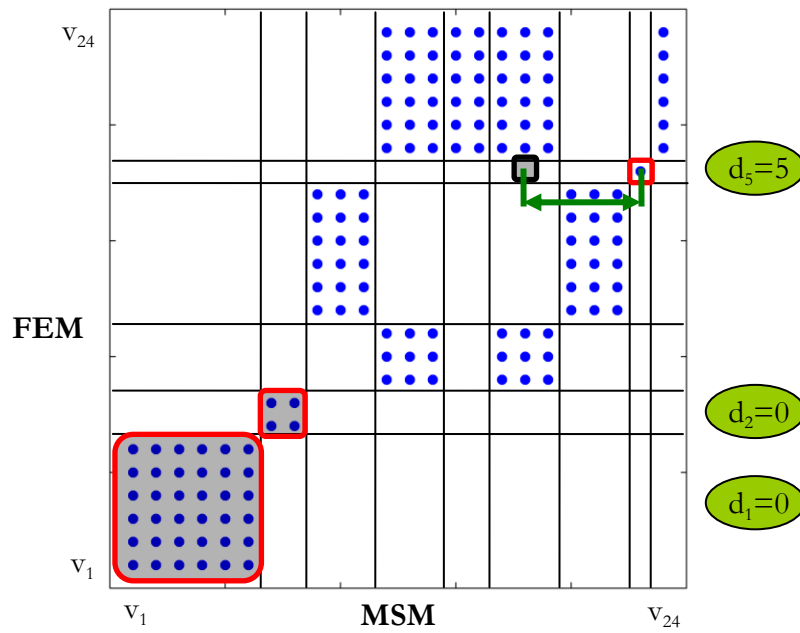 v₂₄
d₅=5
FEM
d₂=0
d₁=0
v₁
v₁ MSM v₂₄